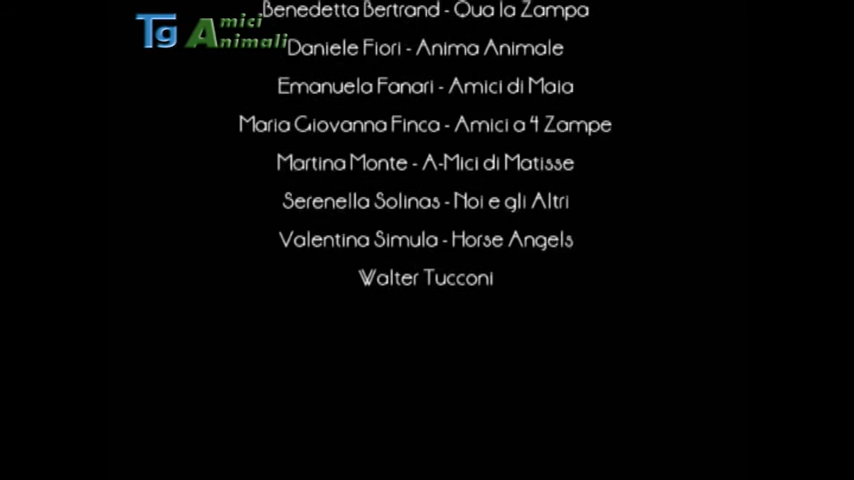 Benedetta Bertrand - Qua la Zampa
Tg Amici Animali
Daniele Fiori - Anima Animale
Emanuela Fanari - Amici di Maia
Maria Giovanna Finca - Amici a 4 Zampe
Martina Monte - A-Mici di Matisse
Serenella Solinas - Noi e gli Altri
Valentina Simula - Horse Angels
Walter Tucconi